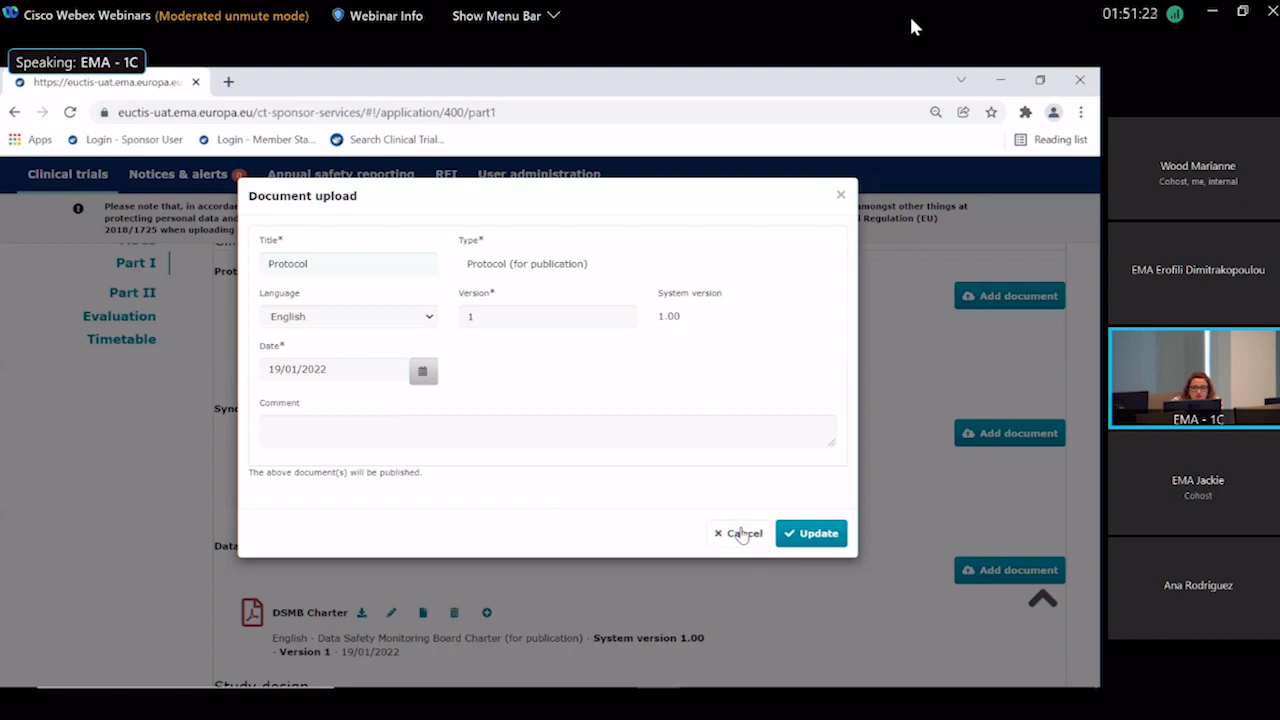 Cisco Webex Webinars (Moderated unmute mode) Webinar Info Show Menu Bar 01:51:23
Speaking: EMA - 1C
https://euctis-uat.ema.europa.eu
euctis-uat.ema.europa.eu/ct-sponsor-services/#!/application/400/part1
Apps Login - Sponsor User Login - Member Sta... Search Clinical Trial... Reading list
Clinical trials Notices & alerts Annual safety reporting RFI User administration
Please note that, in accordan amongst other things at
protecting personal data and Regulation (EU)
2018/1725 when uploading
Document upload
Part I
Part II
Evaluation
Timetable
Prot
Title* Type*
Protocol Protocol (for publication)
Language Version* System version
English 1 1.00
Date*
19/01/2022
Comment
The above document(s) will be published.
Cancel Update
Add document
Sync
Add document
Data
Add document
DSMB Charter
English · Data Safety Monitoring Board Charter (for publication) · System version 1.00
· Version 1 · 19/01/2022
Study design
Wood Marianne
Cohost, me, internal
EMA Erofili Dimitrakopoulou
EMA - 1C
EMA Jackie
Cohost
Ana Rodriguez